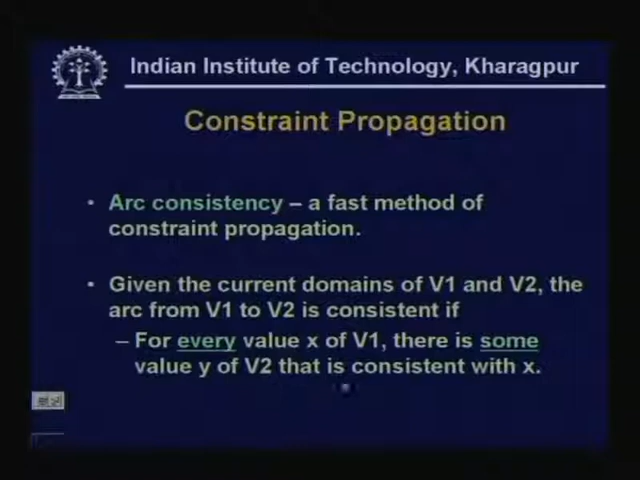 Indian Institute of Technology, Kharagpur
Constraint Propagation
• Arc consistency – a fast method of
constraint propagation.
• Given the current domains of V1 and V2, the
arc from V1 to V2 is consistent if
– For every value x of V1, there is some
value y of V2 that is consistent with x.